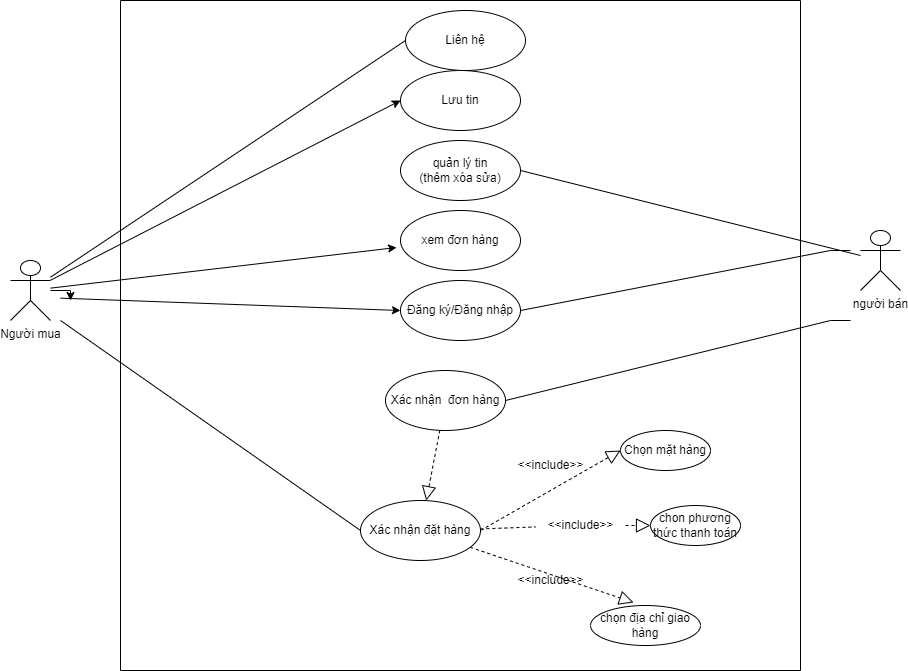 Liên hệ
Lưu tin
quản lý tin
(thêm xóa sửa)
xem đơn hàng
Đăng ký/Đăng nhập
Người mua
người bán
Xác nhận đơn hàng
Chọn mặt hàng
<<include>>
Xác nhận đặt hàng
<<include>>
chon phương
thức thanh toán
<<include>>
chọn địa chỉ giao
hàng